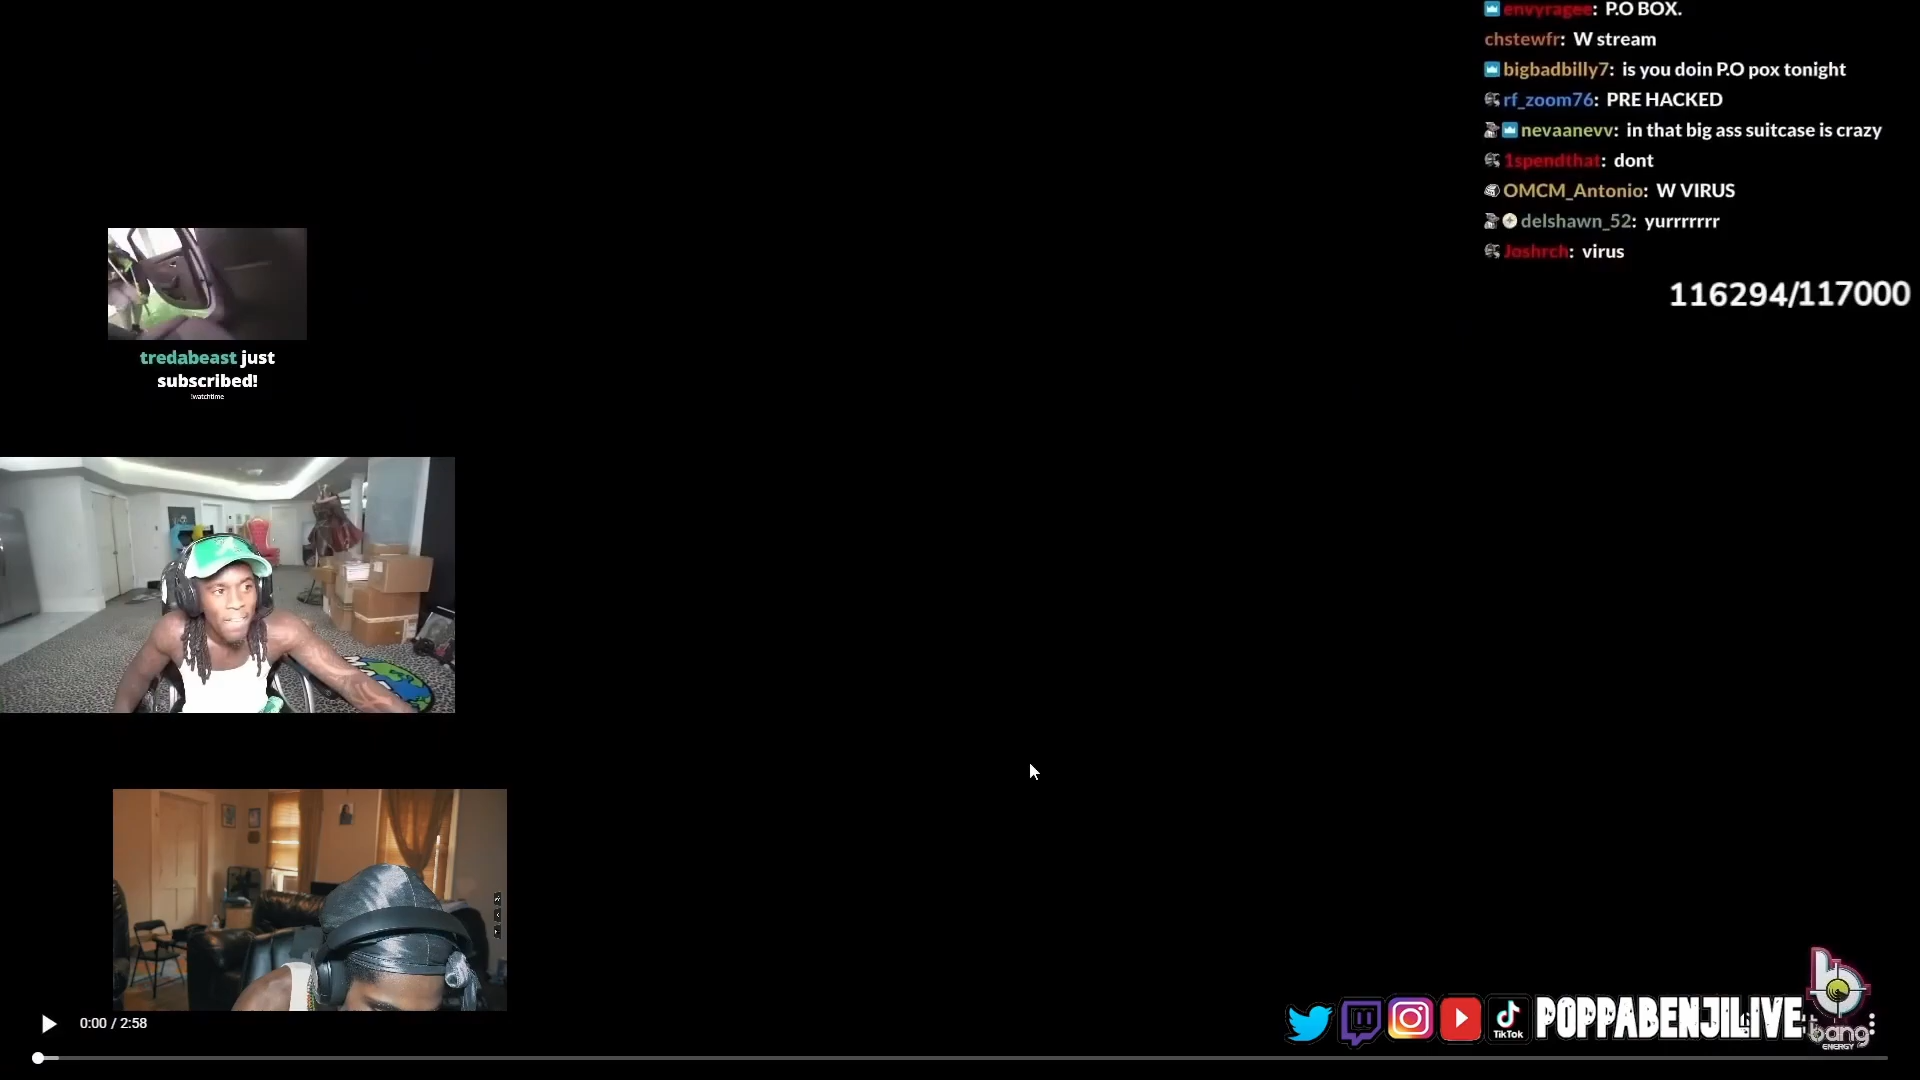 envyragee: P.O BOX.
chstewfr: W stream
bigbadbilly7: is you doin P.O pox tonight
rf_zoom76: PRE HACKED
nevaanevv: in that big ass suitcase is crazy
1spendthat: dont
OMCM_Antonio: W VIRUS
delshawn_52: yurrrrrrr
Joshrch: virus
116294/117000
tredabeast just
subscribed!
!watchtime
0:00 / 2:58
TikTok
POPPABENJILIVE
bang
ENERGY